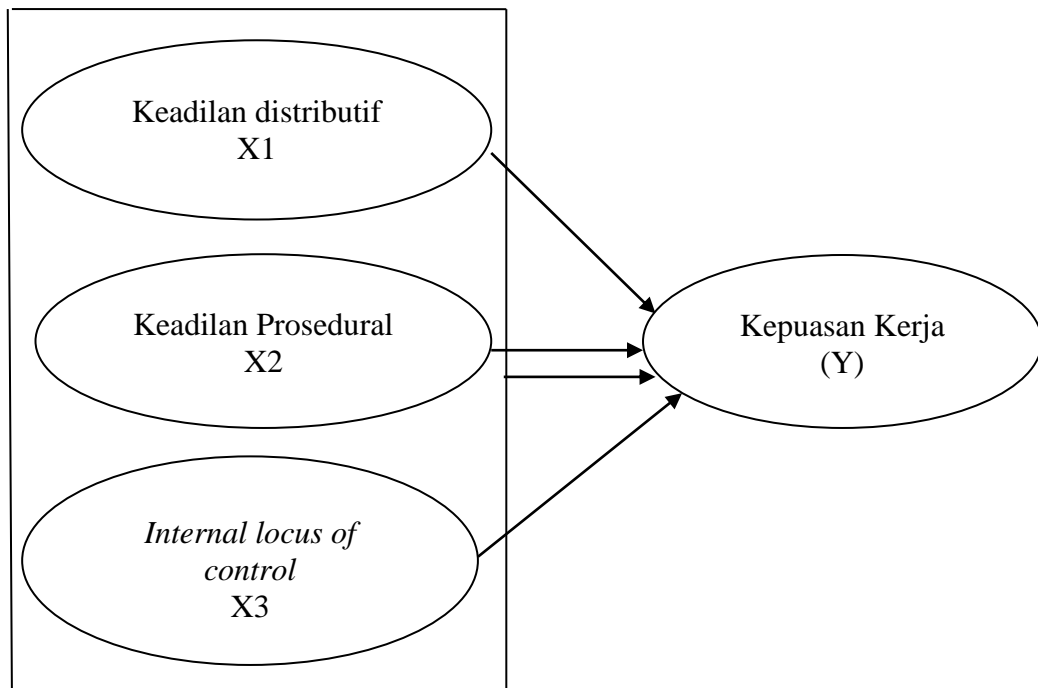 Keadilan distributif
X1
Keadilan Prosedural
X2
Kepuasan Kerja
(Y)
Internal locus of
control
X3